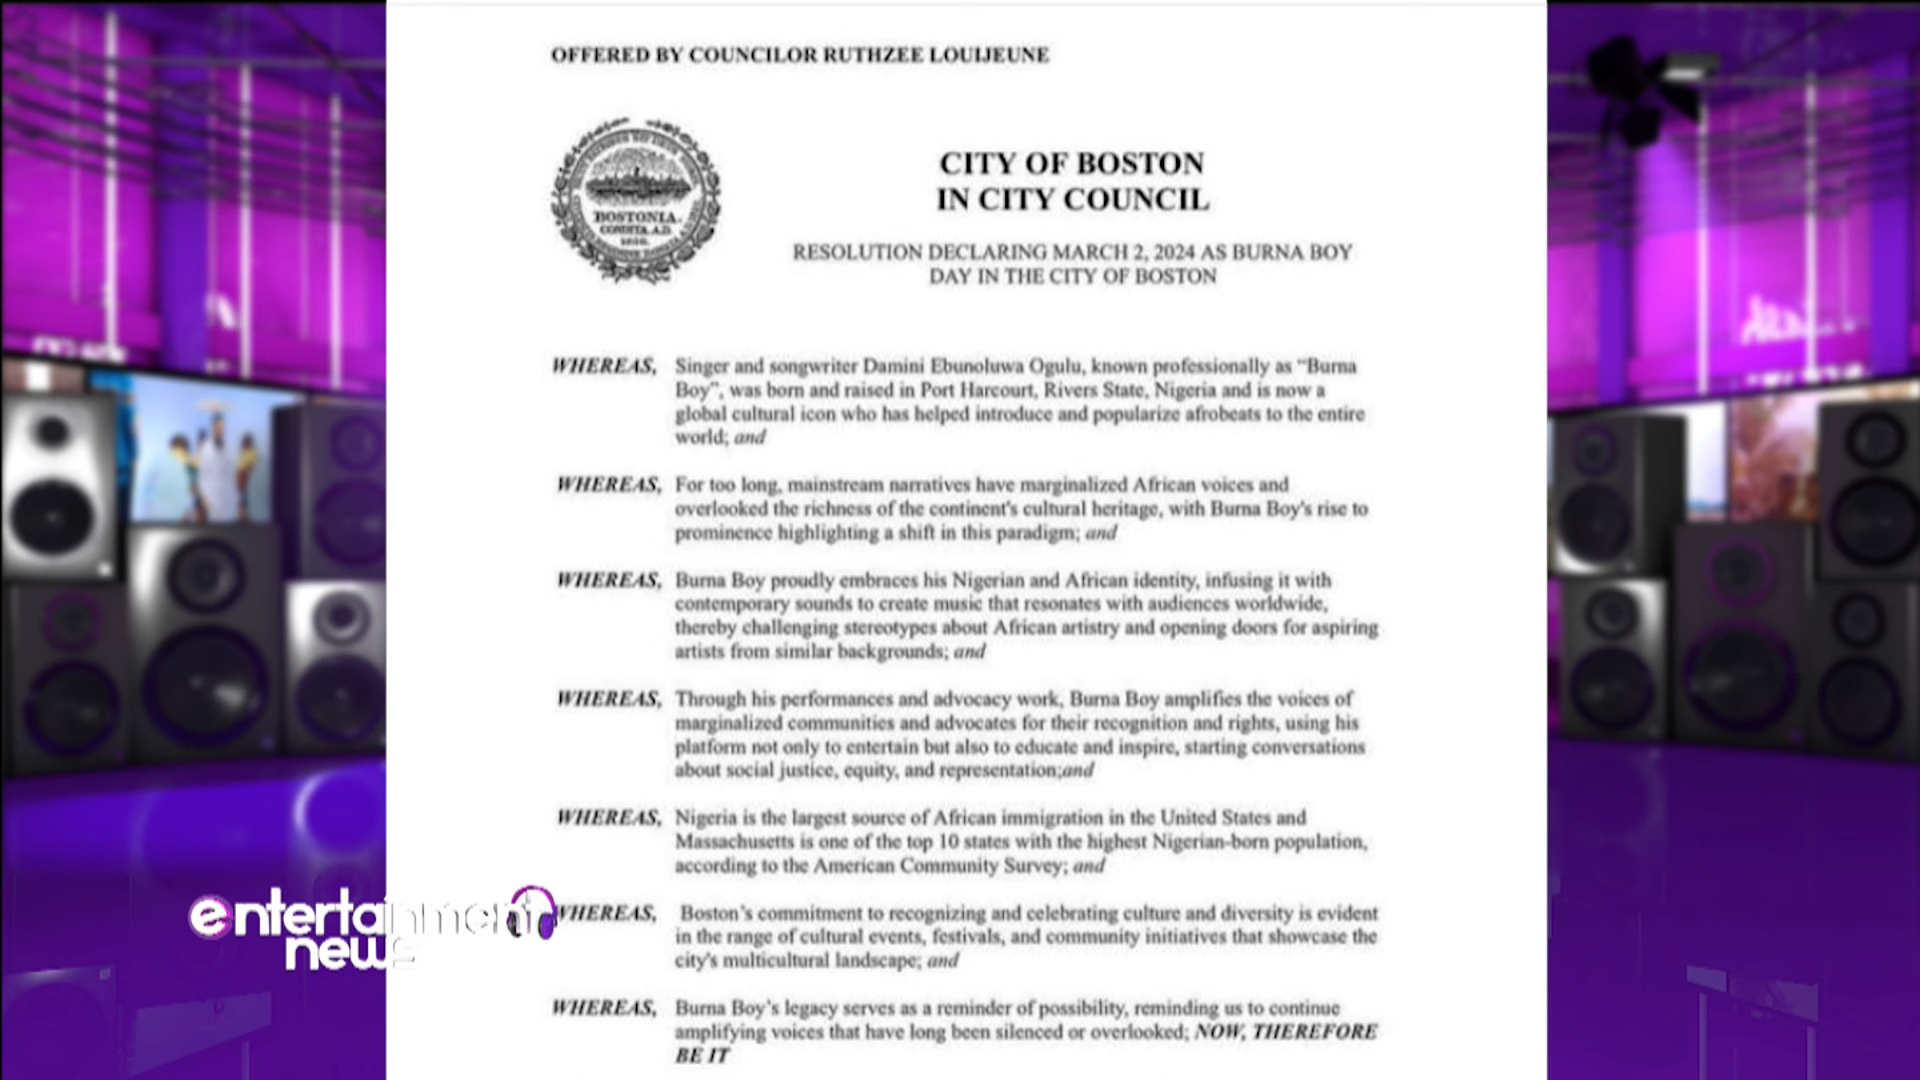 OFFERED BY COUNCILOR RUTHZEE LOUIJEUNE
BOSTONIA.
CONDITA A.D.
CITY OF BOSTON
IN CITY COUNCIL
RESOLUTION DECLARING MARCH 2, 2024 AS BURNA BOY
DAY IN THE CITY OF BOSTON
WHEREAS, Singer and songwriter Damini Ebunoluwa Ogulu, known professionally as “Burna
Boy”, was born and raised in Port Harcourt, Rivers State, Nigeria and is now a
global cultural icon who has helped introduce and popularize afrobeats to the entire
world; and
WHEREAS, For too long, mainstream narratives have marginalized African voices and
overlooked the richness of the continent's cultural heritage, with Burna Boy's rise to
prominence highlighting a shift in this paradigm; and
WHEREAS, Burna Boy proudly embraces his Nigerian and African identity, infusing it with
contemporary sounds to create music that resonates with audiences worldwide,
thereby challenging stereotypes about African artistry and opening doors for aspiring
artists from similar backgrounds; and
WHEREAS, Through his performances and advocacy work, Burna Boy amplifies the voices of
marginalized communities and advocates for their recognition and rights, using his
platform not only to entertain but also to educate and inspire, starting conversations
about social justice, equity, and representation;and
WHEREAS, Nigeria is the largest source of African immigration in the United States and
Massachusetts is one of the top 10 states with the highest Nigerian-born population,
according to the American Community Survey; and
WHEREAS, Boston’s commitment to recognizing and celebrating culture and diversity is evident
in the range of cultural events, festivals, and community initiatives that showcase the
city's multicultural landscape; and
WHEREAS, Burna Boy’s legacy serves as a reminder of possibility, reminding us to continue
amplifying voices that have long been silenced or overlooked; NOW, THEREFORE
BE IT
entertainment
news